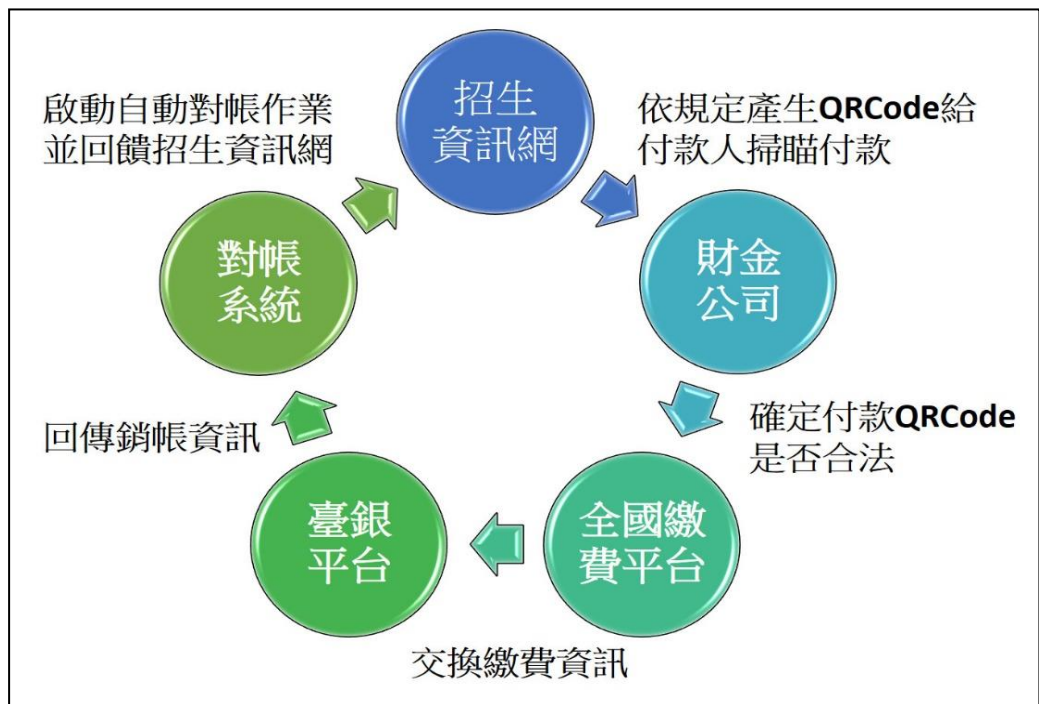 招生
資訊網
依規定產生QRCode給
付款人掃瞄付款
財金
公司
確定付款QRCode
是否合法
全國繳
費平台
交換繳費資訊
臺銀
平台
回傳銷帳資訊
對帳
系統
啟動自動對帳作業
並回饋招生資訊網